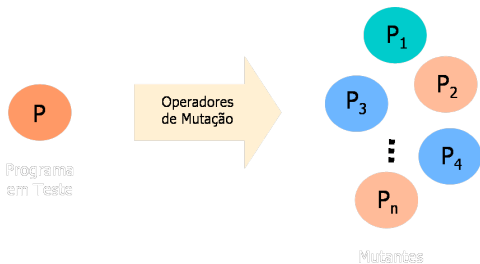 P
Programa
em Teste
Operadores
de Mutação
P1
P2
P3
P4
Pn
Mutantes